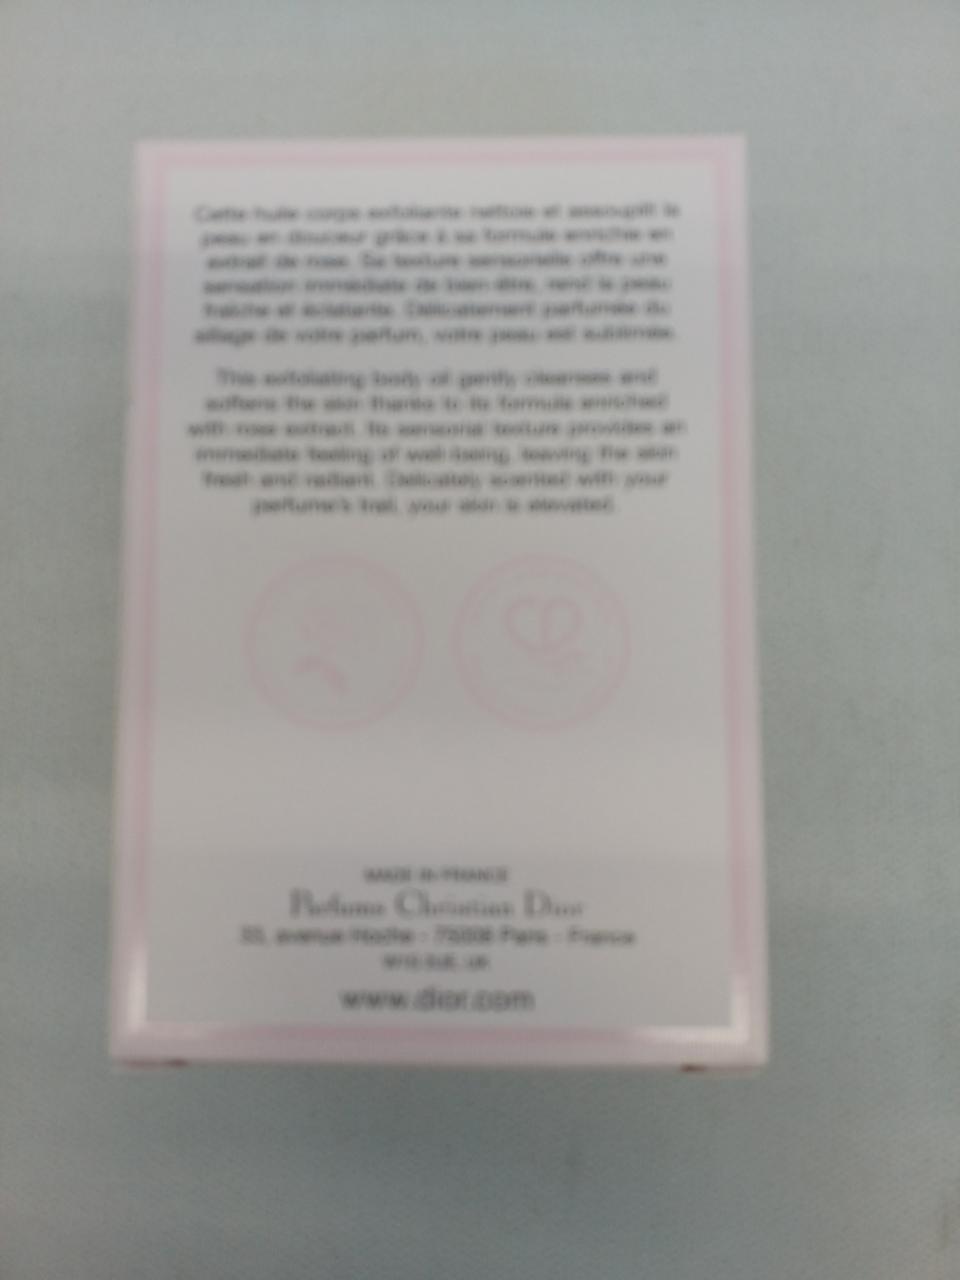 Cette huile corps exfoliante nettoie et assouplit la
peau en douceur grâce à sa formule enrichie en
extrait de rose. Sa texture sensorielle offre une
sensation immédiate de bien-être, rend la peau
fraîche et éclatante. Délicatement parfumée du
sillage de votre parfum, votre peau est sublimée.
This exfoliating body oil gently cleanses and
softens the skin thanks to its formula enriched
with rose extract. Its sensorial texture provides an
immediate feeling of well-being, leaving the skin
fresh and radiant. Delicately scented with your
perfume's trail, your skin is elevated.
MADE IN FRANCE
Parfums Christian Dior
33, avenue Hoche - 75008 Paris - France
UK
www.dior.com